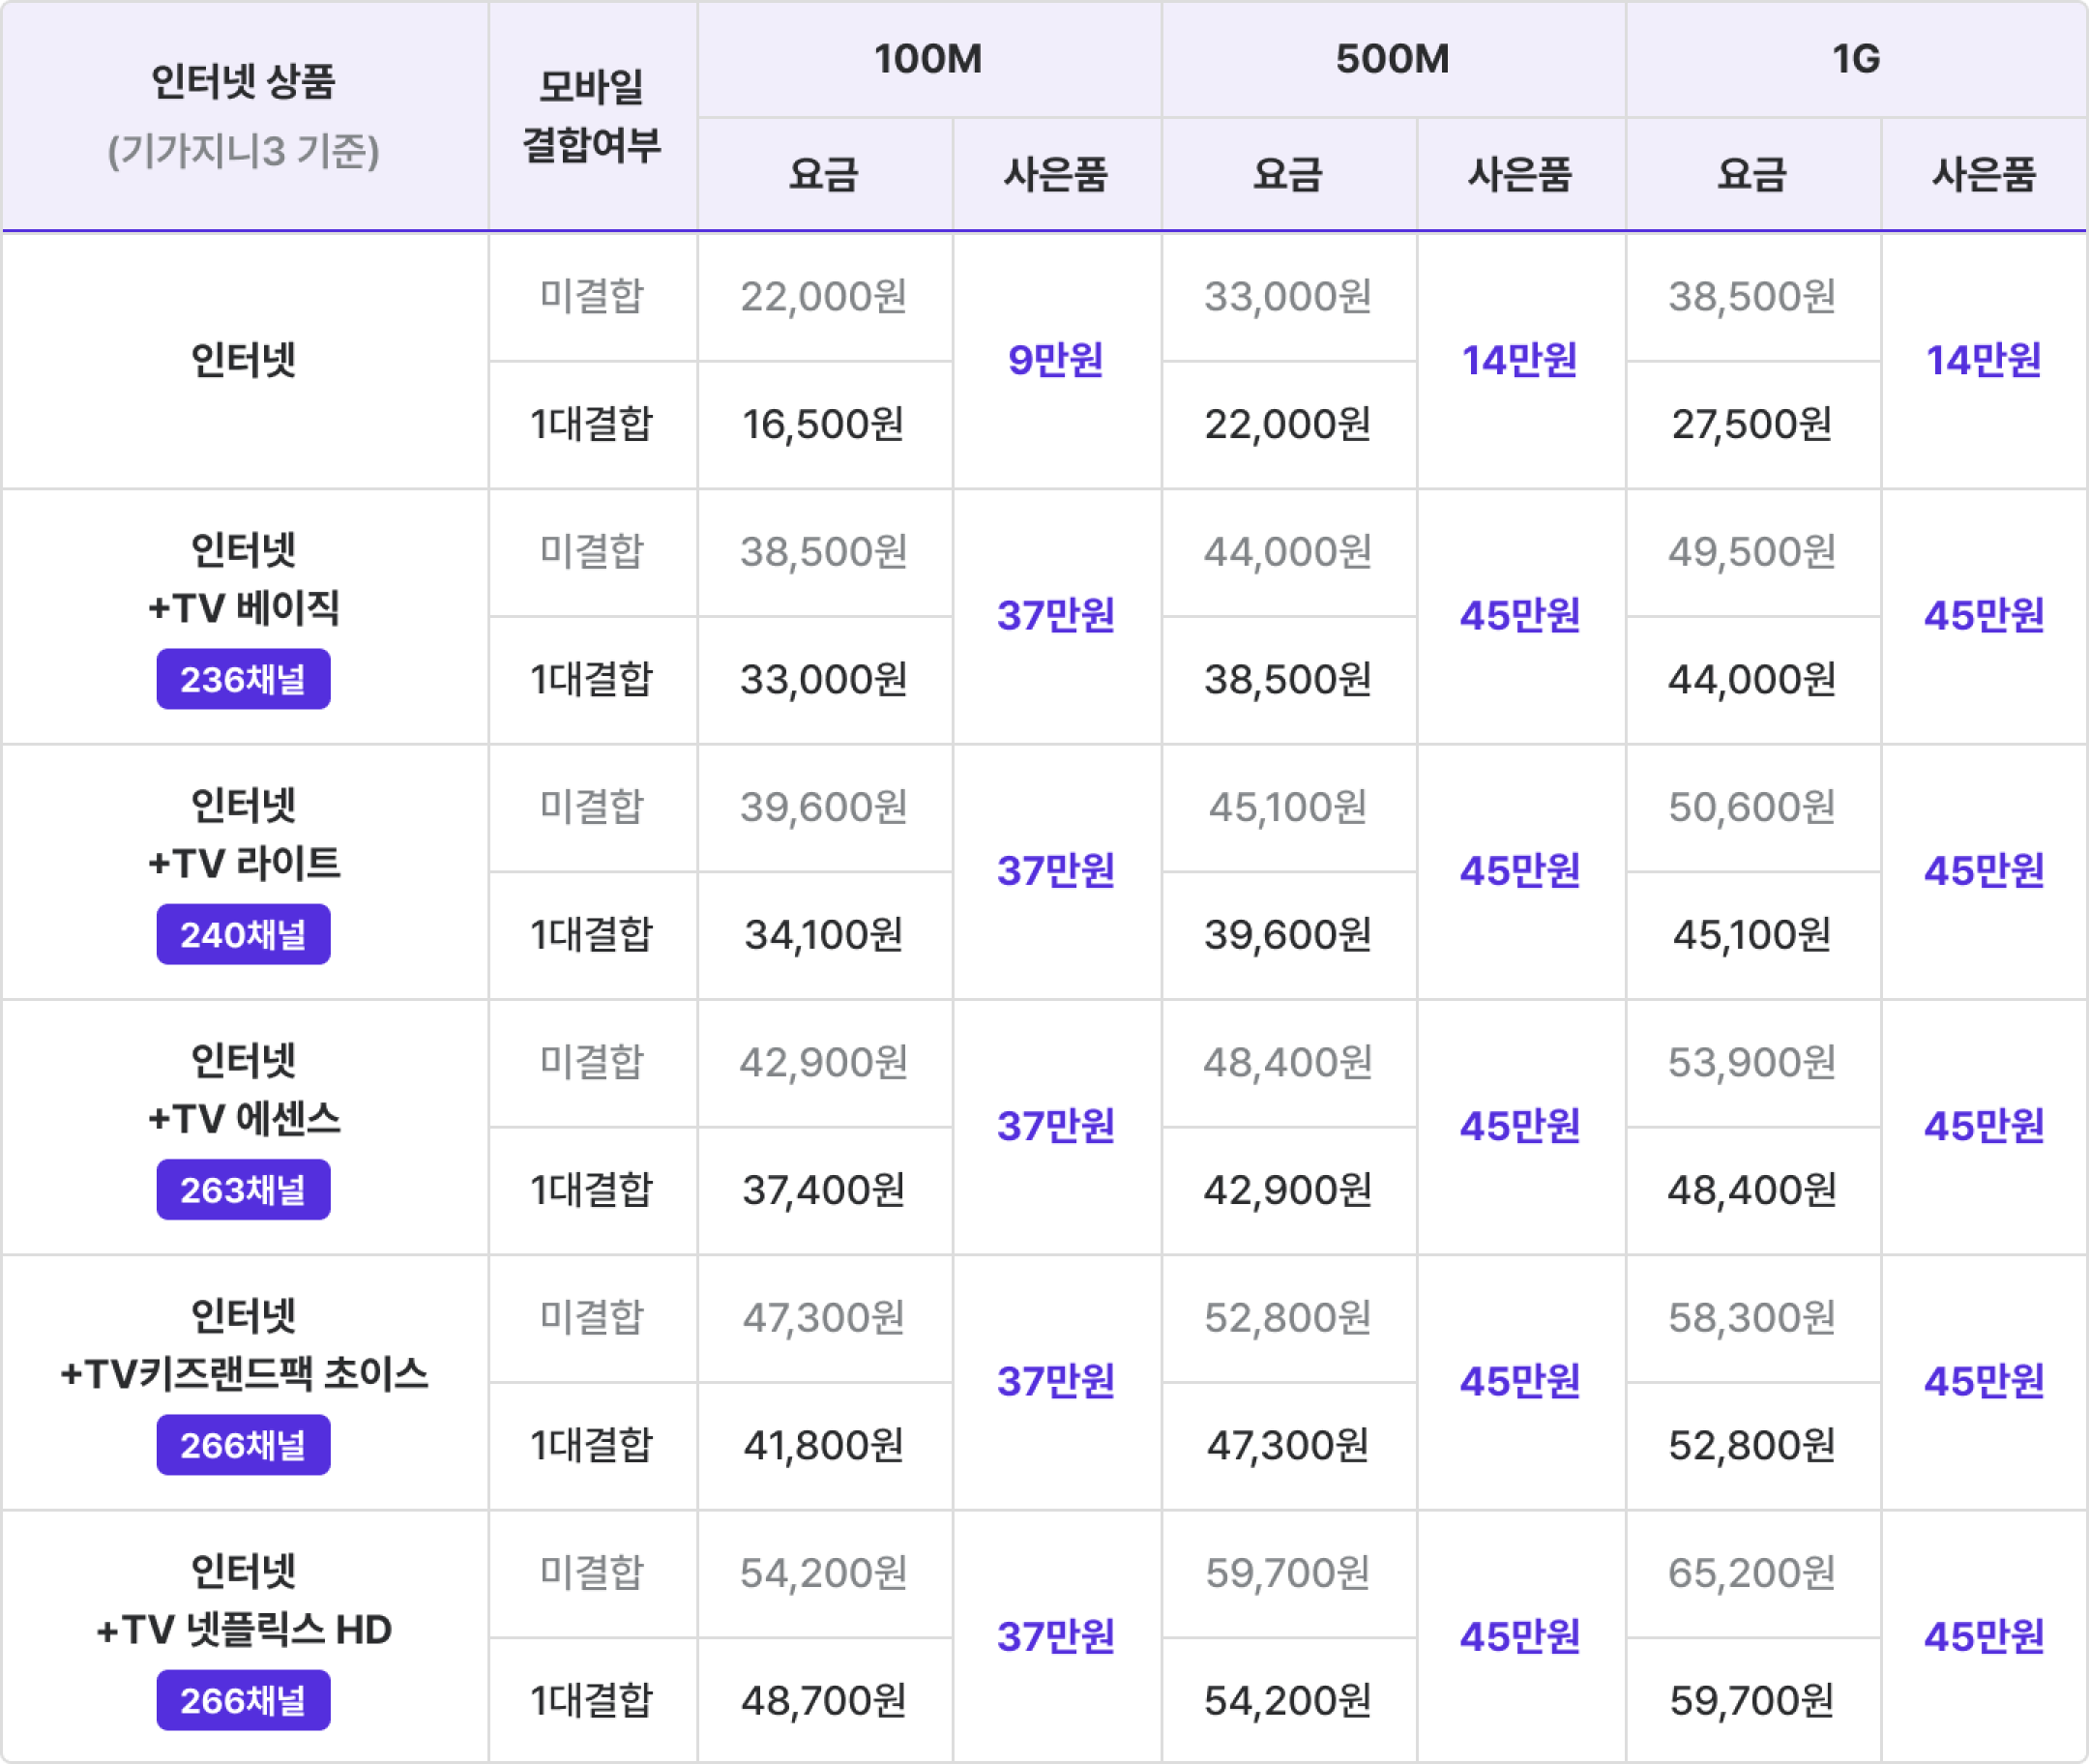 인터넷 상품
(기가지니3 기준)
모바일
결합여부
100M
500M
1G
요금
사은품
요금
사은품
요금
사은품
인터넷
미결합
22,000원
9만원
33,000원
14만원
38,500원
14만원
1대결합
16,500원
22,000원
27,500원
인터넷
+TV 베이직
236채널
미결합
38,500원
37만원
44,000원
45만원
49,500원
45만원
1대결합
33,000원
38,500원
44,000원
인터넷
+TV 라이트
240채널
미결합
39,600원
37만원
45,100원
45만원
50,600원
45만원
1대결합
34,100원
39,600원
45,100원
인터넷
+TV 에센스
263채널
미결합
42,900원
37만원
48,400원
45만원
53,900원
45만원
1대결합
37,400원
42,900원
48,400원
인터넷
+TV키즈랜드팩 초이스
266채널
미결합
47,300원
37만원
52,800원
45만원
58,300원
45만원
1대결합
41,800원
47,300원
52,800원
인터넷
+TV 넷플릭스 HD
266채널
미결합
54,200원
37만원
59,700원
45만원
65,200원
45만원
1대결합
48,700원
54,200원
59,700원